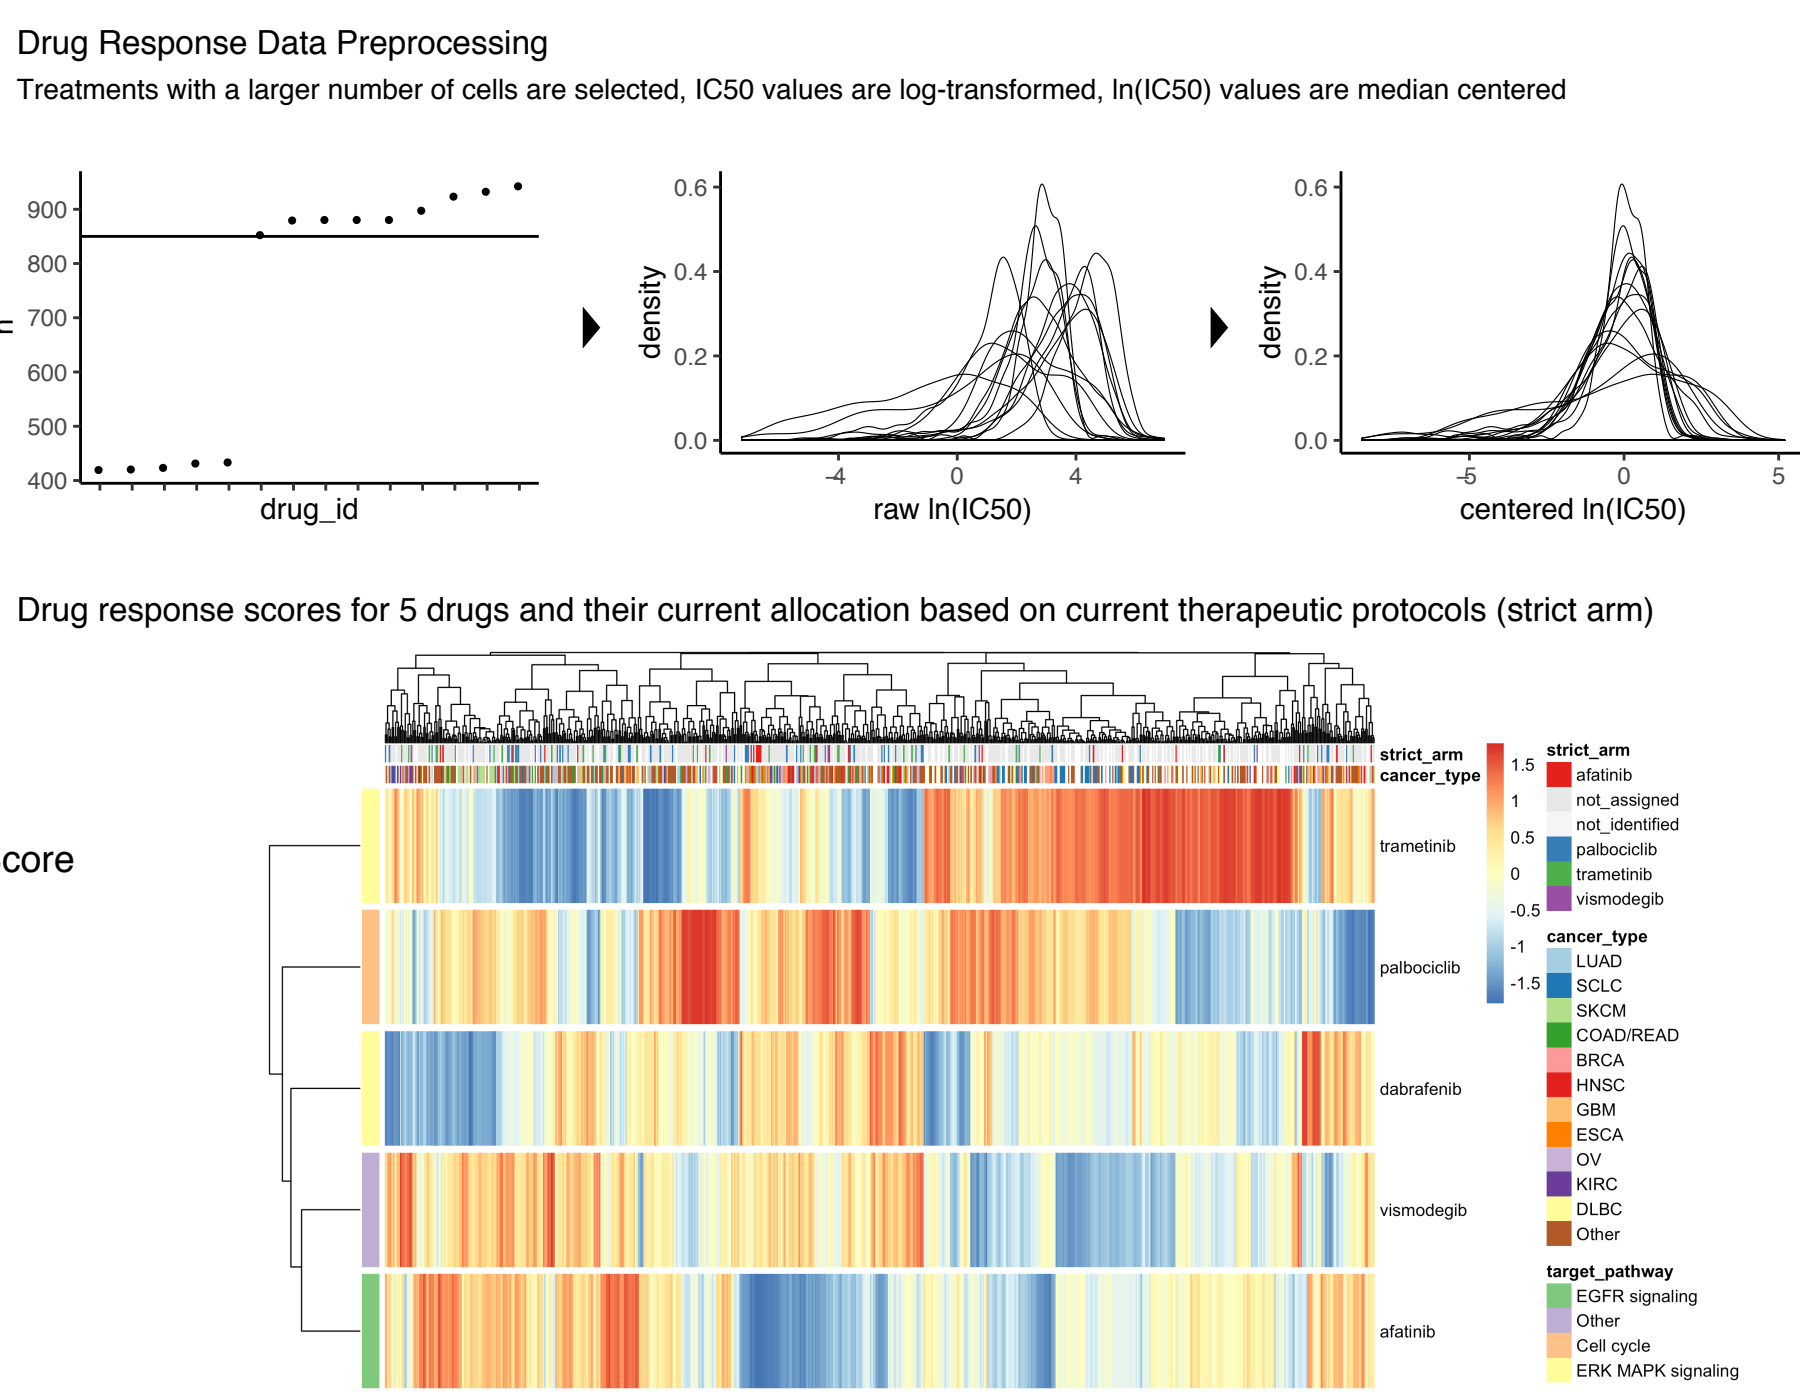 Drug Response Data Preprocessing
Treatments with a larger number of cells are selected, IC50 values are log-transformed, ln(IC50) values are median centered
900
800
700
600
500
400
drug_id
density
0.6
0.4
0.2
0.0
-4
0
4
raw ln(IC50)
density
0.6
0.4
0.2
0.0
-5
0
5
centered ln(IC50)
Drug response scores for 5 drugs and their current allocation based on current therapeutic protocols (strict arm)
core
strict_arm
cancer_type
trametinib
palbociclib
dabrafenib
vismodegib
afatinib
1.5
1
0.5
0
-0.5
-1
-1.5
strict_arm
afatinib
not_assigned
not_identified
palbociclib
trametinib
vismodegib
cancer_type
LUAD
SCLC
SKCM
COAD/READ
BRCA
HNSC
GBM
ESCA
OV
KIRC
DLBC
Other
target_pathway
EGFR signaling
Other
Cell cycle
ERK MAPK signaling